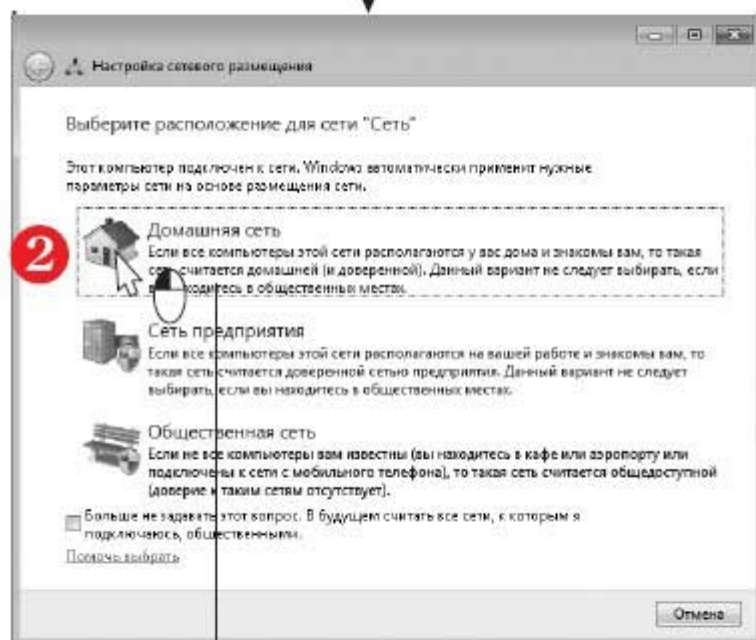 Настройка сетевого размещения
Выберите расположение для сети "Сеть"
Этот компьютер подключен к сети. Windows автоматически применит нужные
параметры сети на основе размещения сети.
2
Домашняя сеть
Если все компьютеры этой сети располагаются у вас дома и знакомы вам, то такая
считается домашней (и доверенной). Данный вариант не следует выбирать, если
в общественных местах.
Сеть предприятия
Если все компьютеры этой сети располагаются на вашей работе и знакомы вам, то
такая сеть считается доверенной сетью предприятия. Данный вариант не следует
выбирать, если вы находитесь в общественных местах.
Общественная сеть
Если не все компьютеры вам известны (вы находитесь в кафе или аэропорту или
подключены к сети с мобильного телефона), то такая сеть считается общедоступной
(доверие к таким сетям отсутствует).
Больше не задавать этот вопрос. В будущем считать все сети, к которым я
подключаюсь, общественными.
Помочь выбрать
Отмена